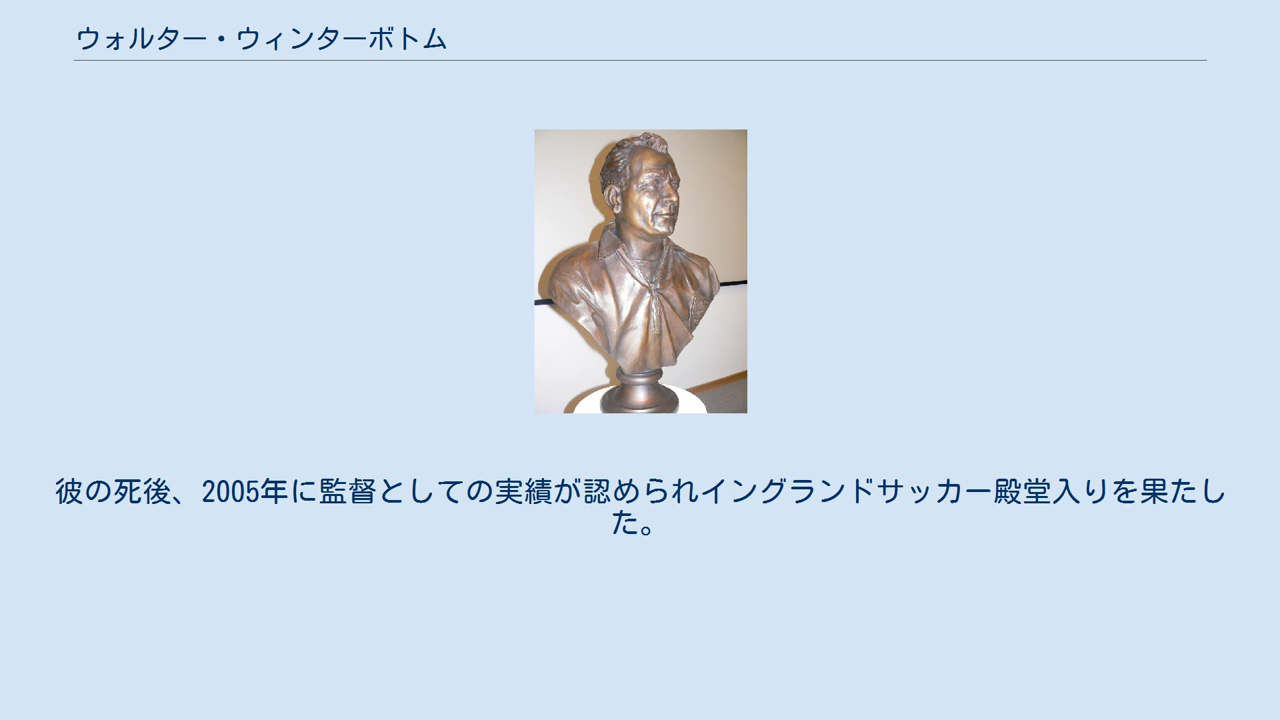 ウォルター・ウィンターボトム
彼の死後、2005年に監督としての実績が認められイングランドサッカー殿堂入りを果たし
た。